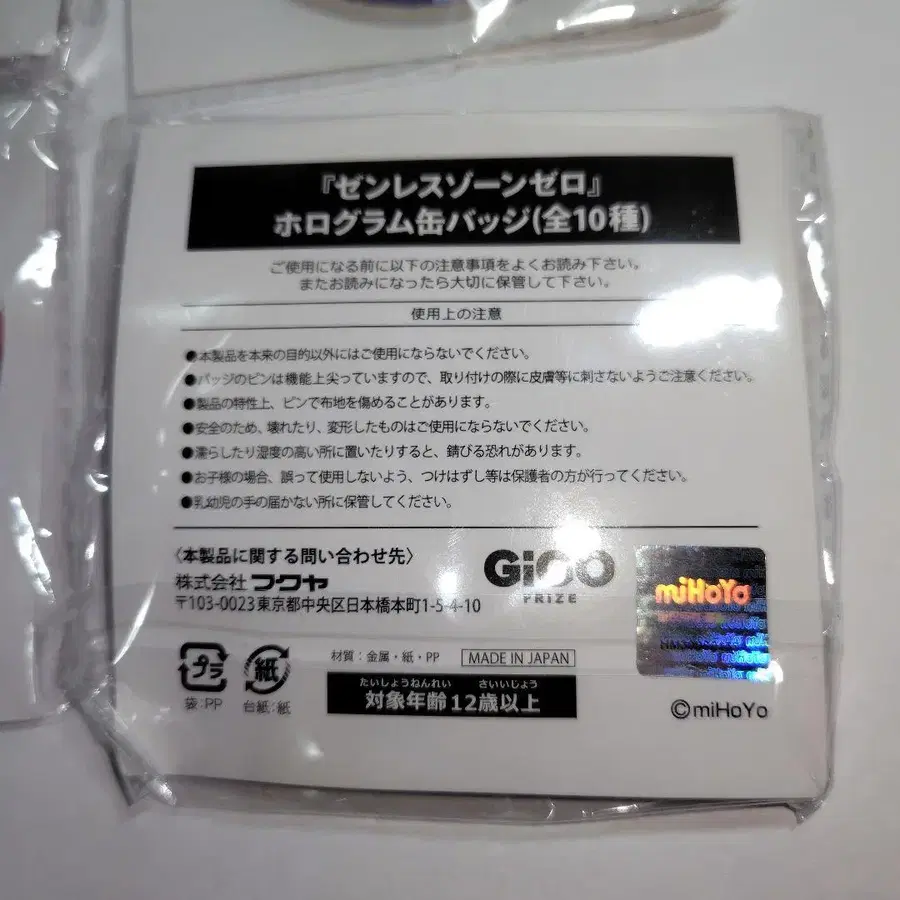 『ゼンレスゾーンゼロ』
ホログラム缶バッジ(全10種)
ご使用になる前に以下の注意事項をよくお読み下さい。
またお読みになったら大切に保管して下さい。
使用上の注意
●本製品を本来の目的以外にはご使用にならないでください。
●バッジのピンは機能上尖っていますので、取り付けの際に皮膚等に刺さないようご注意ください。
●製品の特性上、ピンで布地を傷めることがあります。
●安全のため、壊れたり、変形したものはご使用にならないでください。
●濡らしたり湿度の高い所に置いたりすると、錆びる恐れがあります。
●お子様の場合、誤って使用しないよう、つけはずし等は保護者の方が行ってください。
●乳幼児の手の届かない所に保管してください。
〈本製品に関する問い合わせ先〉
株式会社フクヤ
〒103-0023東京都中央区日本橋本町1-5-4-10
GiGO
PRIZE
miHoYo
プラ
袋:PP
紙
台紙:紙
材質:金属・紙・PP
MADE IN JAPAN
たいしょうねんれい さいいじょう
対象年齢12歳以上
©miHoYo